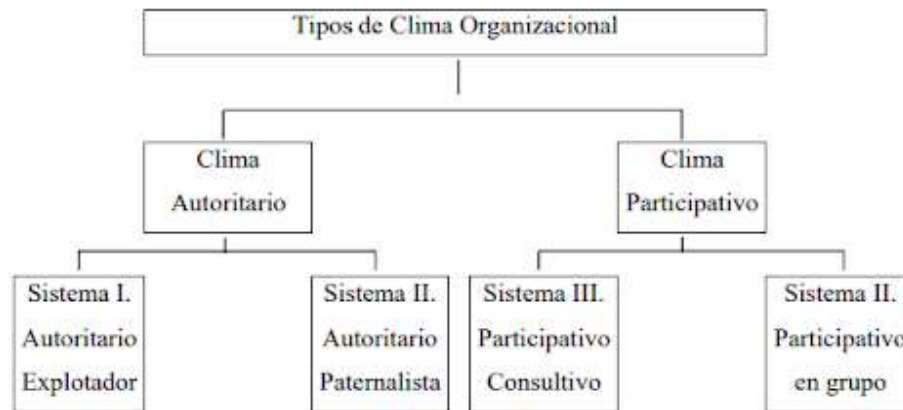 Tipos de Clima Organizacional
Clima
Autoritario
Clima
Participativo
Sistema I.
Autoritario
Explotador
Sistema II.
Autoritario
Paternalista
Sistema III.
Participativo
Consultivo
Sistema II.
Participativo
en grupo